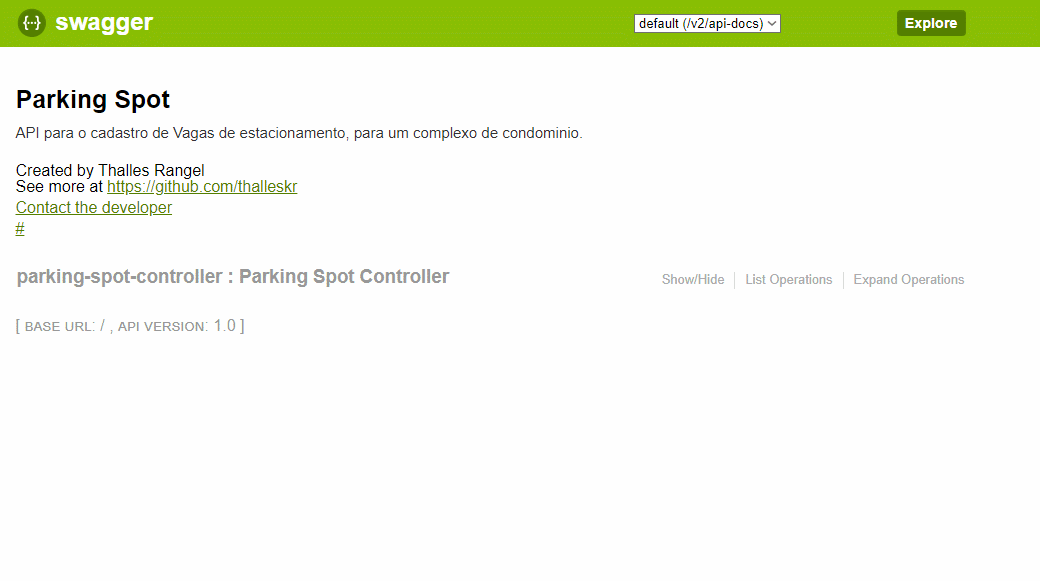 {···} swagger default (/v2/api-docs) Explore
Parking Spot
API para o cadastro de Vagas de estacionamento, para um complexo de condominio.
Created by Thalles Rangel
See more at https://github.com/thalleskr
Contact the developer
#
parking-spot-controller : Parking Spot Controller Show/Hide List Operations Expand Operations
[ BASE URL: / , API VERSION: 1.0 ]